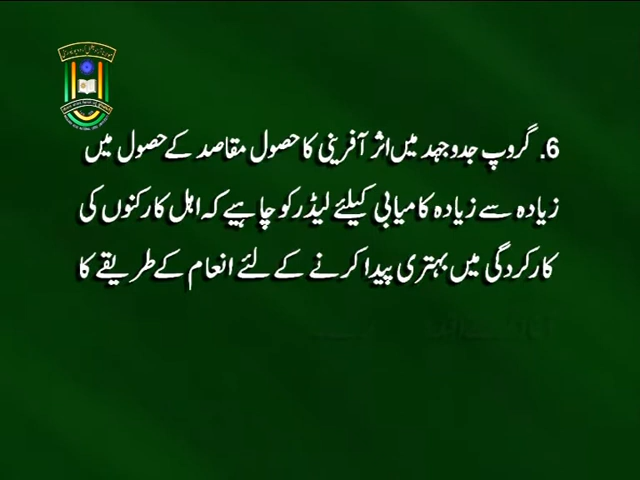 6. گروپ جدوجہد میں اثر آفرینی کا حصول مقاصد کے حصول میں
زیادہ سے زیادہ کامیابی کیلئے لیڈر کو چاہیے کہ اہل کارکنوں کی
کارکردگی میں بہتری پیدا کرنے کے لئے انعام کے طریقے کا